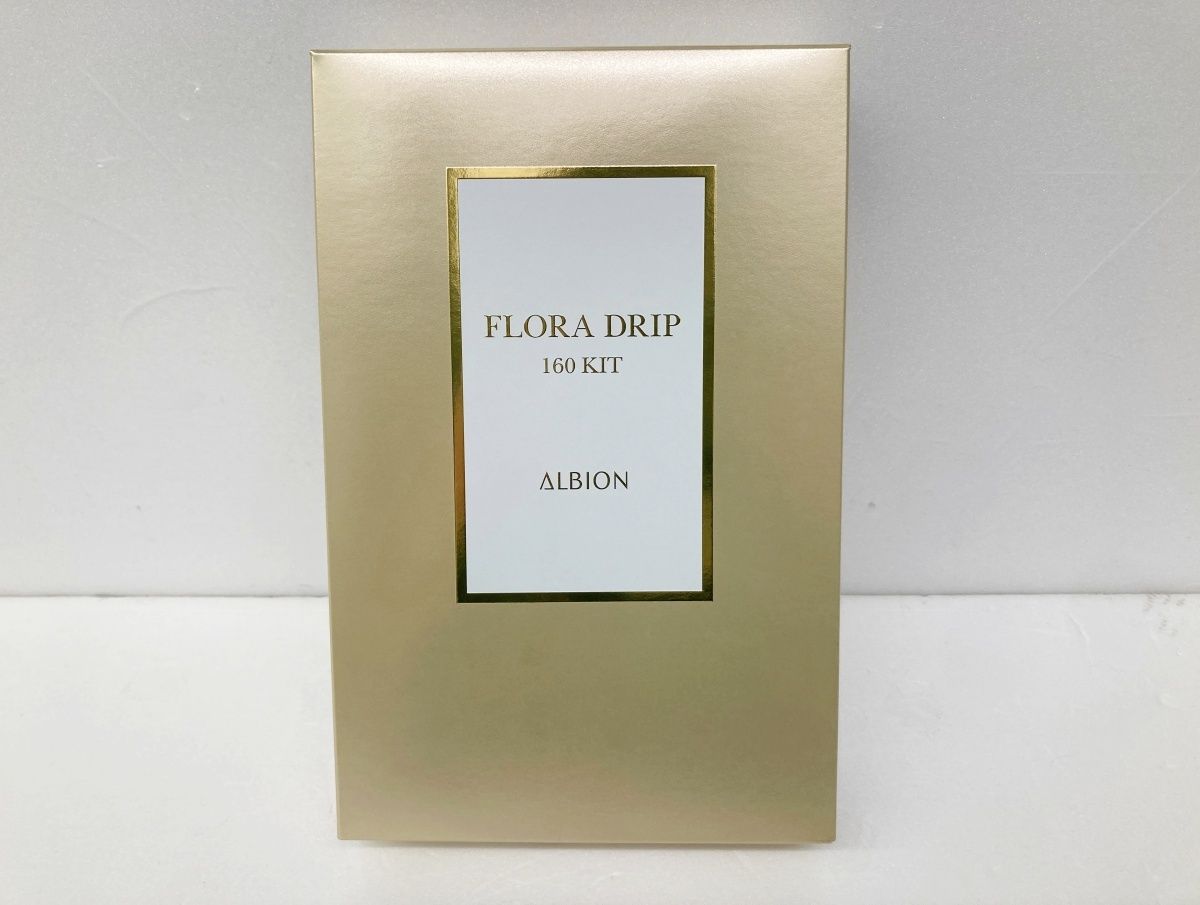 FLORA DRIP
160 KIT
ALBION